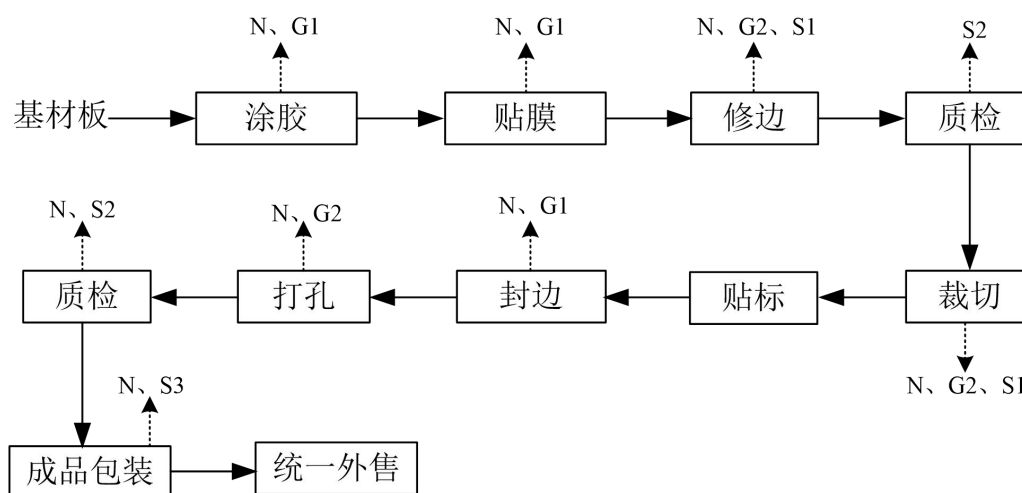 N、G1
N、G1
N、G2、S1
S2
基材板
涂胶
贴膜
修边
质检
N、S2
N、G2
N、G1
质检
打孔
封边
贴标
裁切
N、G2、S1
N、S3
成品包装
统一外售